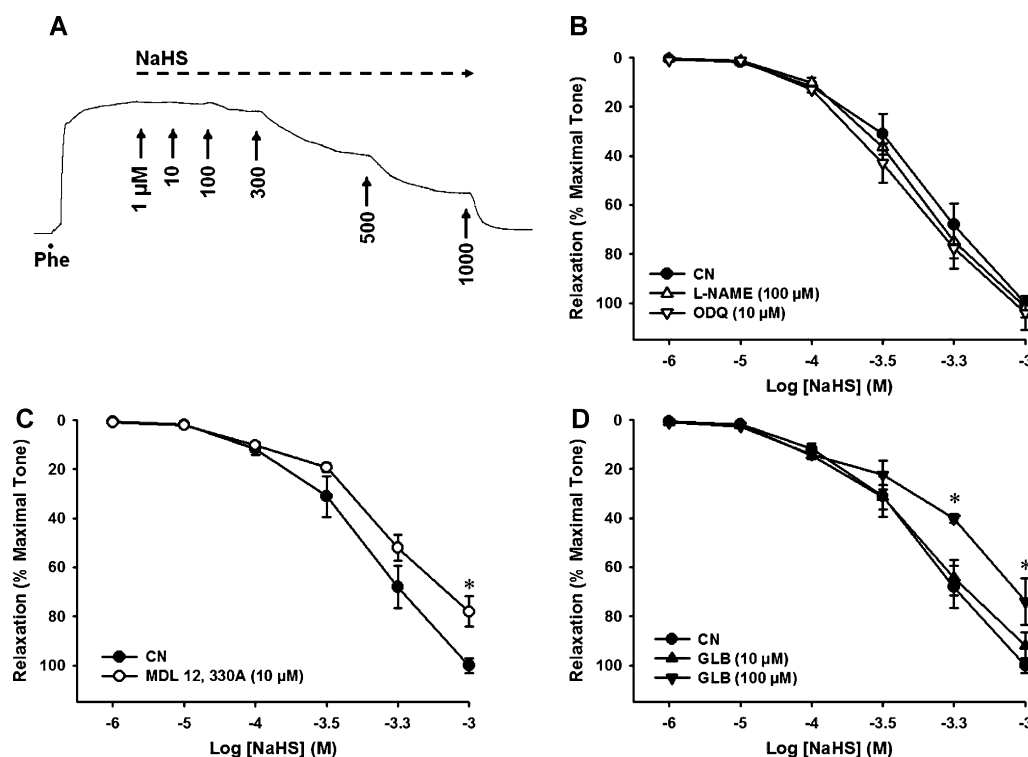 A
NaHS
1 µM
10
100
300
500
1000
Phe
B
Relaxation (% Maximal Tone)
0
20
40
60
80
100
CN
L-NAME (100 µM)
ODQ (10 µM)
-6
-5
-4
-3.5
-3.3
-3
Log [NaHS] (M)
C
Relaxation (% Maximal Tone)
0
20
40
60
80
100
*
CN
MDL 12, 330A (10 µM)
-6
-5
-4
-3.5
-3.3
-3
Log [NaHS] (M)
D
Relaxation (% Maximal Tone)
0
20
40
60
80
100
*
*
CN
GLB (10 µM)
GLB (100 µM)
-6
-5
-4
-3.5
-3.3
-3
Log [NaHS] (M)